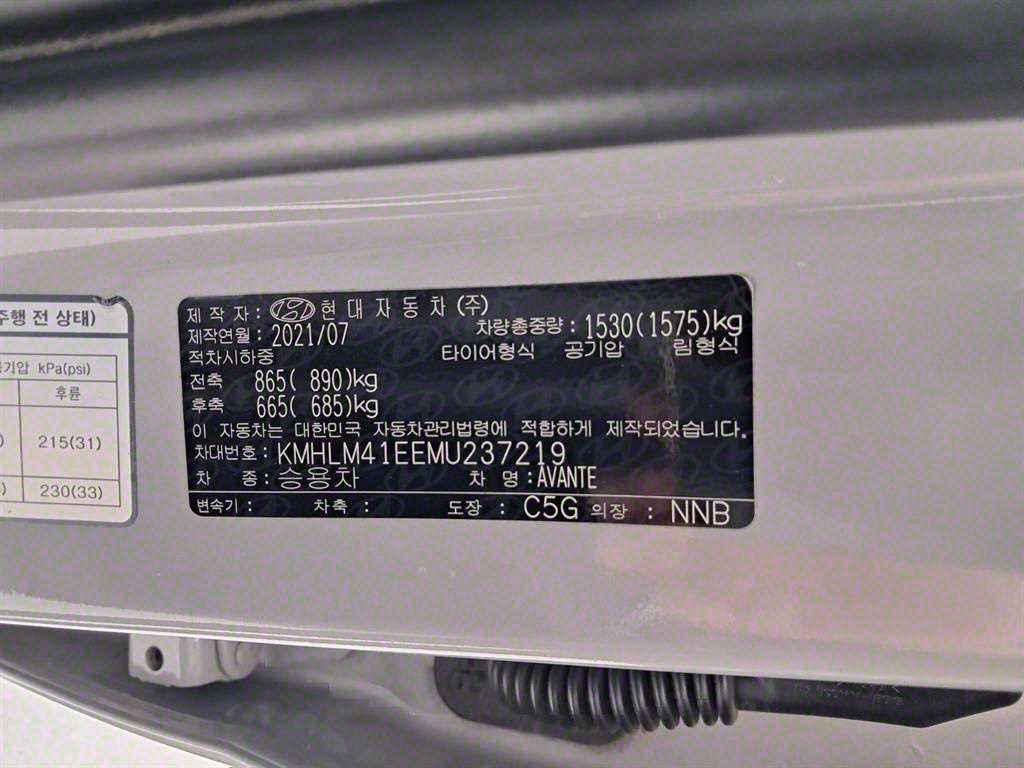 주행 전 상태)
기압 kPa(psi)
후륜
215(31)
230(33)
제 작 자 : 현 대 자 동 차 (주)
제작연월 : 2021/07 차량총중량 : 1530(1575)kg
적차시하중 타이어형식 공기압 림형식
전축 865( 890)kg
후축 665( 685)kg
이 자동차는 대한민국 자동차관리법령에 적합하게 제작되었습니다.
차대번호 : KMHLM41EEMU237219
차 종 : 승용차 차 명 : AVANTE
변속기 : 차축 : 도장 : C5G 의장 : NNB